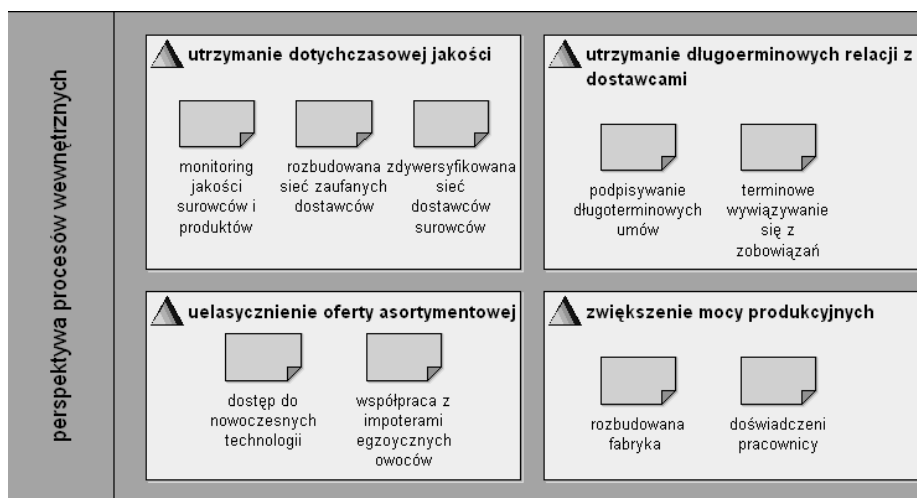 perspektywa procesów wewnętrznych
utrzymanie dotychczasowej jakości
monitoring
jakości
surowców i
produktów
rozbudowana
sieć zaufanych
dostawców
zdywersyfikowana
sieć
dostawców
surowców
utrzymanie długoerminowych relacji z
dostawcami
podpisywanie
długoterminowych
umów
terminowe
wywiązywanie
się z
zobowiązań
uelasycznienie oferty asortymentowej
dostęp do
nowoczesnych
technologii
współpraca z
impoterami
egzoycznych
owoców
zwiększenie mocy produkcyjnych
rozbudowana
fabryka
doświadczeni
pracownicy